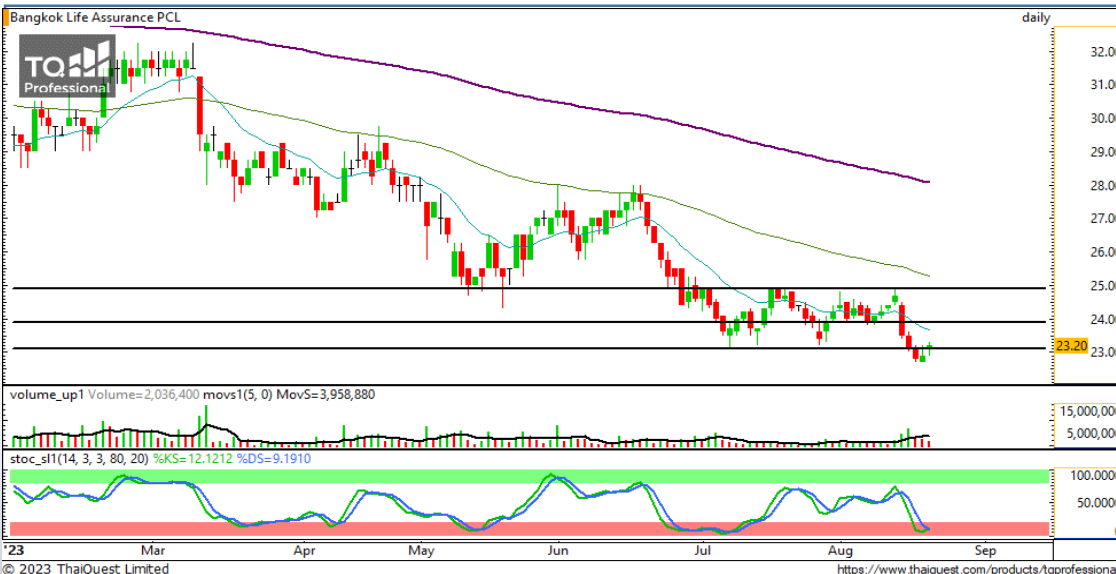 Bangkok Life Assurance PCL daily
TQ
Professional
32.00
31.00
30.00
29.00
28.00
27.00
26.00
25.00
24.00
23.20
23.00
volume_up1 Volume=2,036,400 movs1(5, 0) MovS=3,958,880
15,000,000
5,000,000
stoc_sl1(14, 3, 3, 80, 20) %KS=12.1212 %DS=9.1910
100.0000
50.0000
'23 Mar Apr May Jun Jul Aug Sep
© 2023 ThaiQuest Limited https://www.thaiquest.com/products/tqprofessional